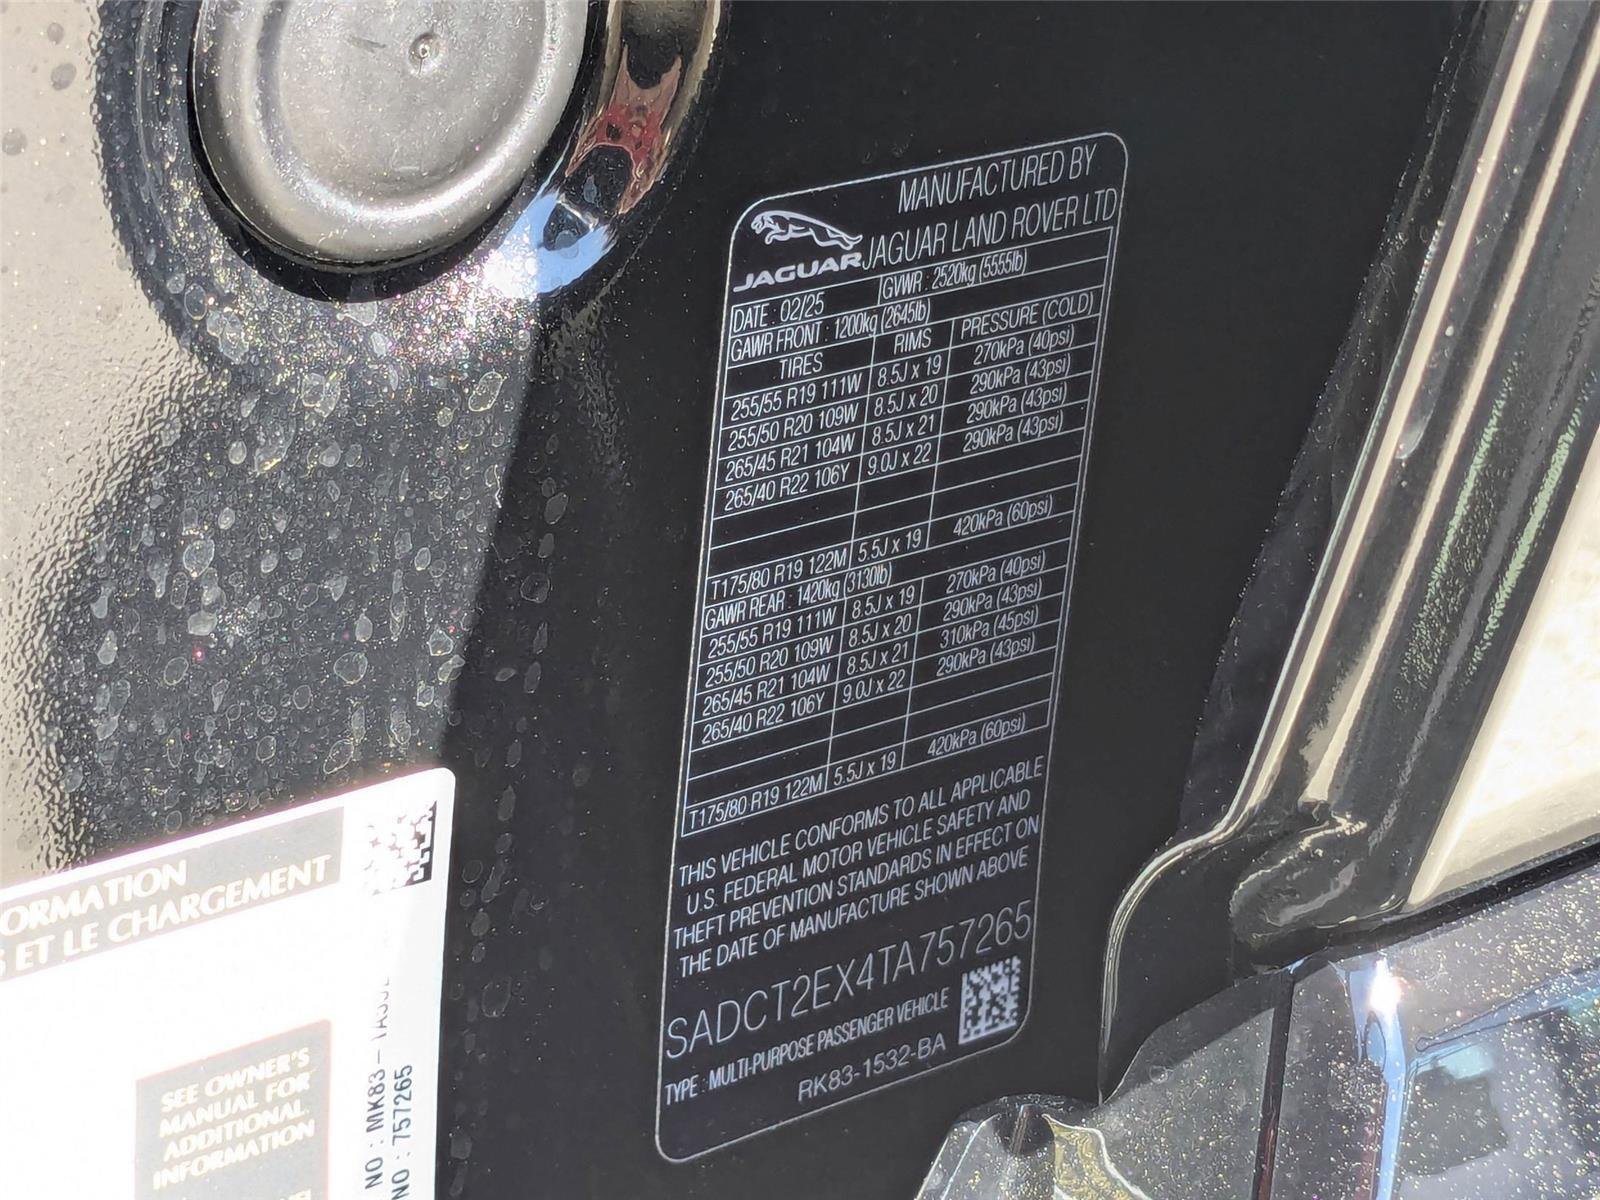 MANUFACTURED BY
JAGUAR LAND ROVER LTD
JAGUAR
DATE : 02/25 GVWR : 2520kg (5555lb)
GAWR FRONT : 1200kg (2645lb)
TIRES RIMS PRESSURE (COLD)
255/55 R19 111W 8.5J x 19 270kPa (40psi)
255/50 R20 109W 8.5J x 20 290kPa (43psi)
265/45 R21 104W 8.5J x 21 290kPa (43psi)
265/40 R22 106Y 9.0J x 22 290kPa (43psi)
T175/80 R19 122M 5.5J x 19 420kPa (60psi)
GAWR REAR : 1420kg (3130lb)
255/55 R19 111W 8.5J x 19 270kPa (40psi)
255/50 R20 109W 8.5J x 20 290kPa (43psi)
265/45 R21 104W 8.5J x 21 310kPa (45psi)
265/40 R22 106Y 9.0J x 22 290kPa (43psi)
T175/80 R19 122M 5.5J x 19 420kPa (60psi)
THIS VEHICLE CONFORMS TO ALL APPLICABLE
U.S. FEDERAL MOTOR VEHICLE SAFETY AND
THEFT PREVENTION STANDARDS IN EFFECT ON
THE DATE OF MANUFACTURE SHOWN ABOVE
SADCT2EX4TA757265
TYPE : MULTI-PURPOSE PASSENGER VEHICLE
RK83-1532-BA
ORMATION
S ET LE CHARGEMENT
SEE OWNER'S
MANUAL FOR
ADDITIONAL
INFORMATION
NO : MK83-
NO : 757265